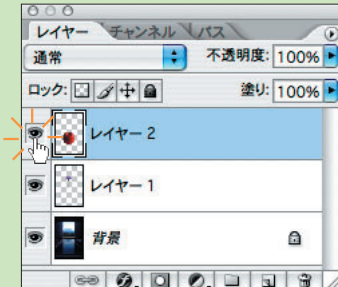 レイヤー チャンネル パス
通常 不透明度: 100%
ロック: 塗り: 100%
レイヤー 2
レイヤー 1
背景